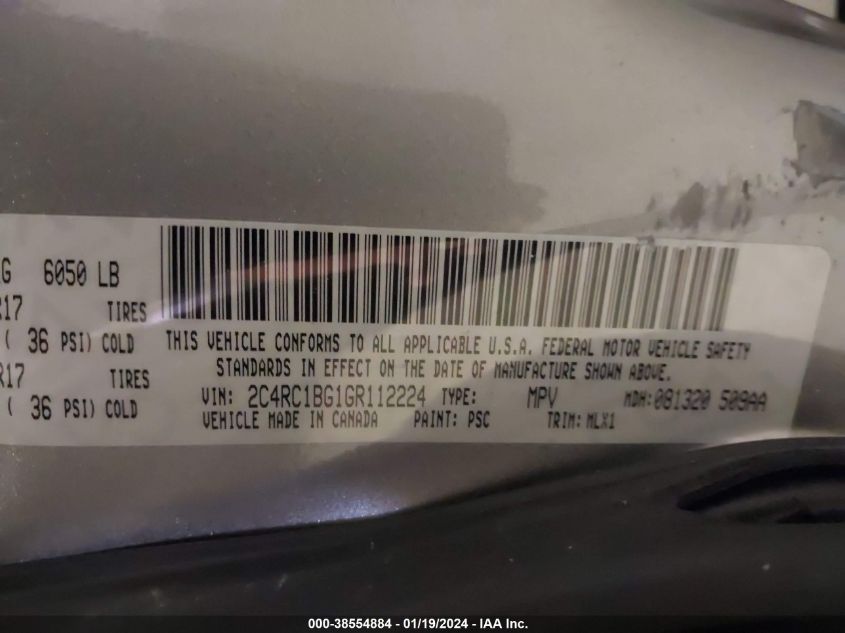 G 6050 LB
R17 TIRES
( 36 PSI) COLD
R17 TIRES
( 36 PSI) COLD
THIS VEHICLE CONFORMS TO ALL APPLICABLE U.S.A. FEDERAL MOTOR VEHICLE SAFETY
STANDARDS IN EFFECT ON THE DATE OF MANUFACTURE SHOWN ABOVE.
VIN: 2C4RC1BG1GR112224 TYPE: MPV MDH: 081320 509AA
VEHICLE MADE IN CANADA PAINT: PSC TRIM: MLX1
000-38554884 - 01/19/2024 - IAA Inc.